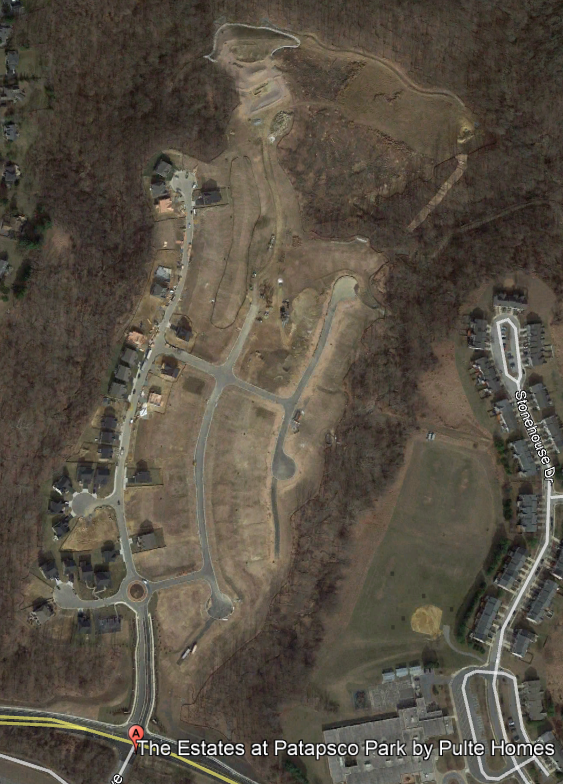 Stonehouse Dr
A
e
The Estates at Patapsco Park by Pulte Homes